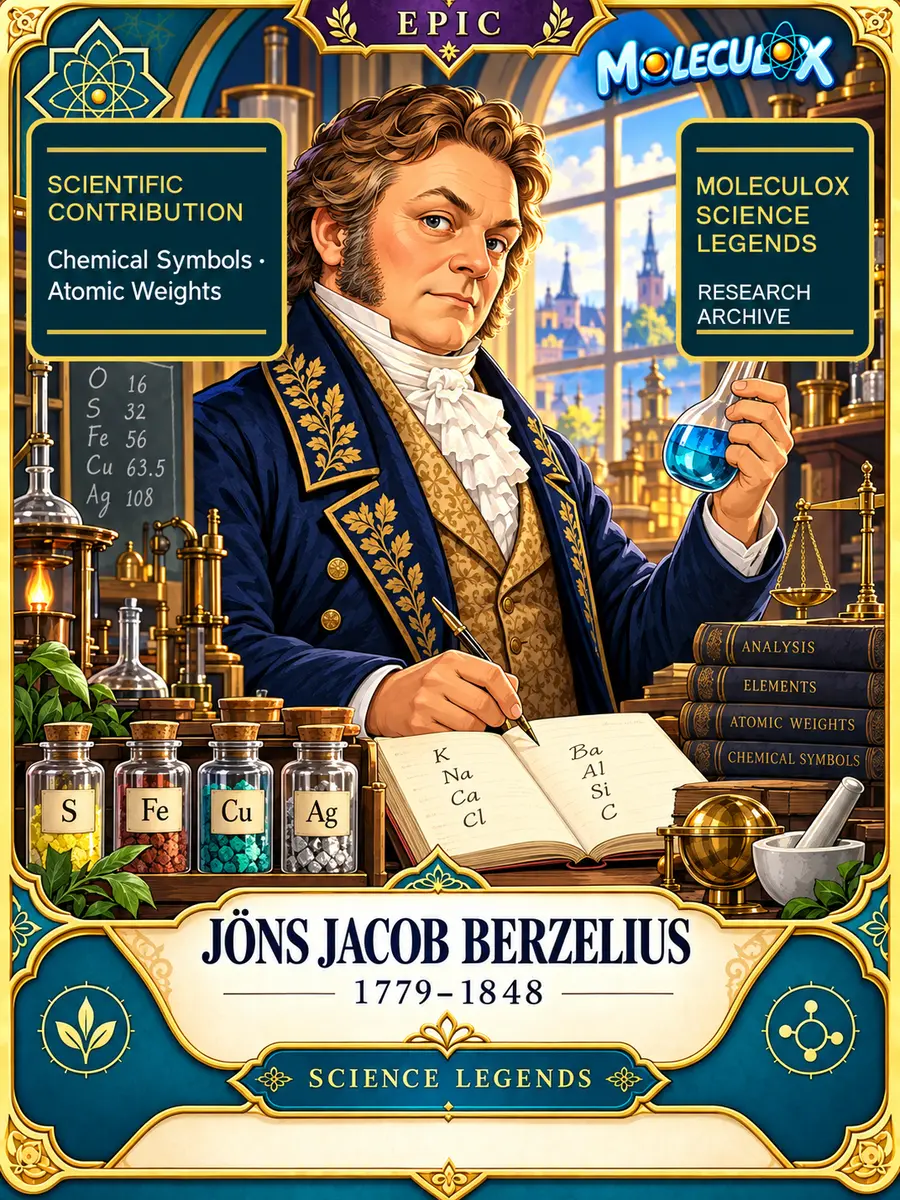 EPIC
MOLECULOX
SCIENTIFIC
CONTRIBUTION
Chemical Symbols ·
Atomic Weights
MOLECULOX
SCIENCE
LEGENDS
RESEARCH
ARCHIVE
O 16
S 32
Fe 56
Cu 63.5
Ag 108
ANALYSIS
ELEMENTS
ATOMIC WEIGHTS
CHEMICAL SYMBOLS
K
Na
Ca
Cl
Ba
Al
Si
C
S
Fe
Cu
Ag
JÖNS JACOB BERZELIUS
1779–1848
SCIENCE LEGENDS